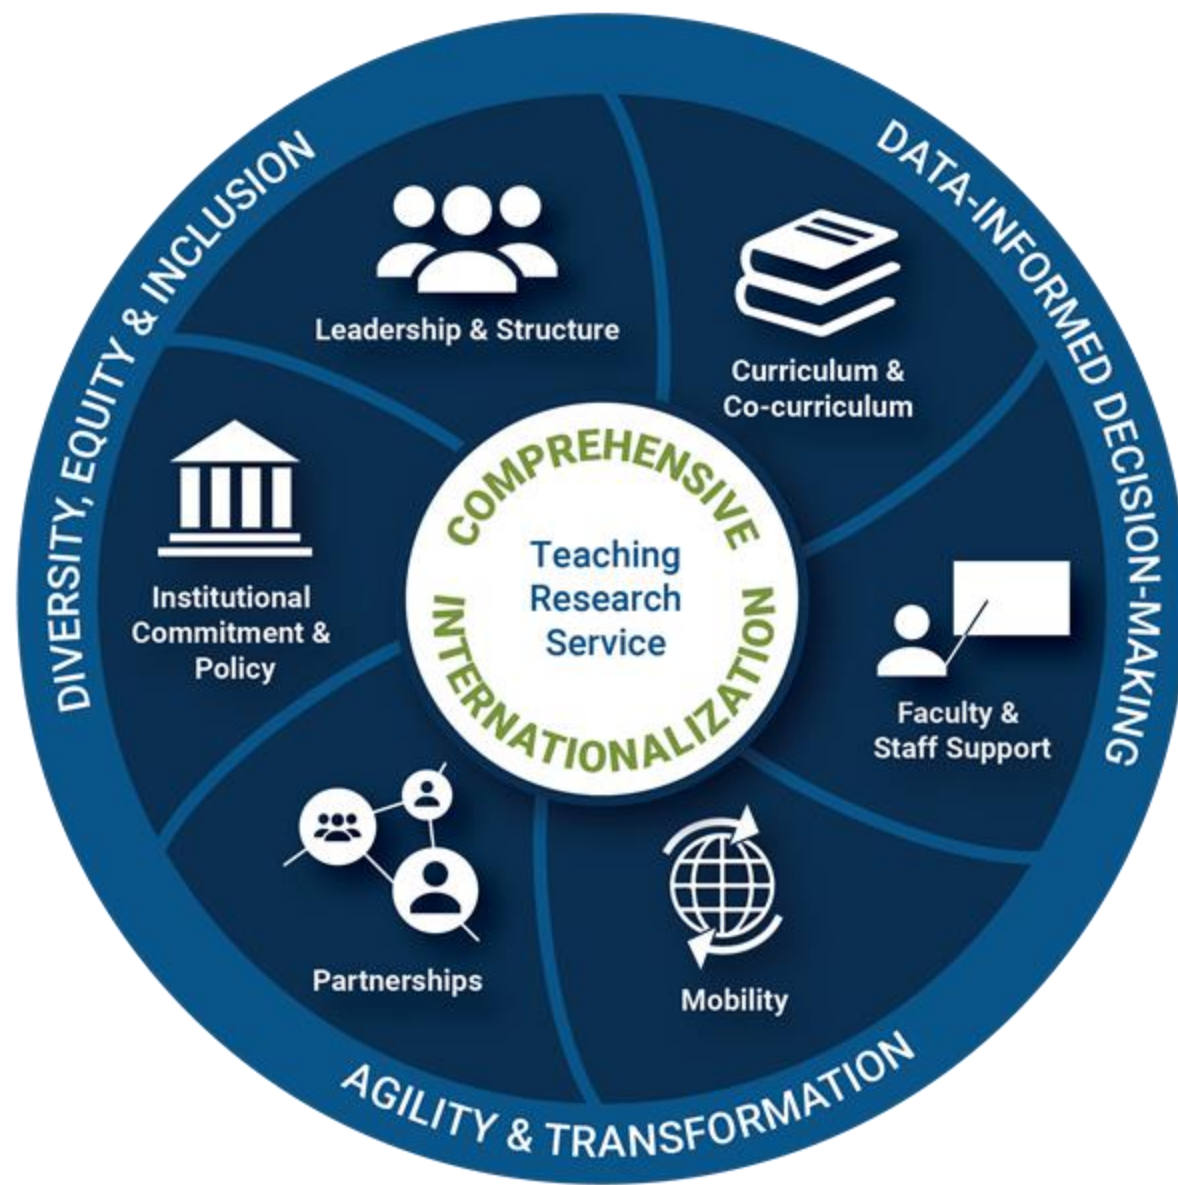 DIVERSITY, EQUITY & INCLUSION
DATA-INFORMED DECISION-MAKING
AGILITY & TRANSFORMATION
Leadership & Structure
Curriculum &
Co-curriculum
Faculty &
Staff Support
Mobility
Partnerships
Institutional
Commitment &
Policy
COMPREHENSIVE
INTERNATIONALIZATION
Teaching
Research
Service